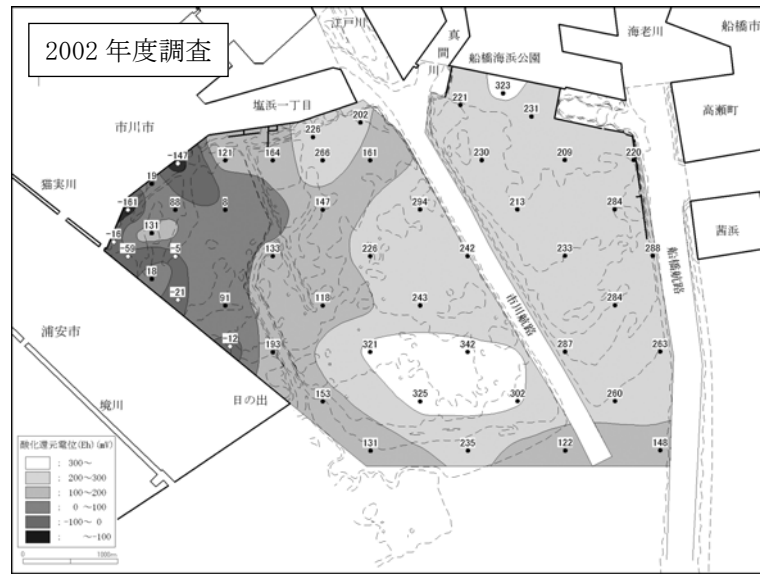 2002 年度調査
江戸川
真間川
船橋海浜公園
海老川
船橋市
高瀬町
塩浜一丁目
市川市
猫実川
茜浜
船橋航路
市川航路
浦安市
境川
日の出
323
221
231
202
226
-147
121
164
266
161
230
209
220
19
-161
88
8
147
294
213
284
-16
131
-59
-5
133
226
242
233
288
18
-21
91
118
243
284
-12
193
321
342
287
263
153
325
302
260
131
235
122
148
酸化還元電位(Eh)(mV)
: 300～
: 200～300
: 100～200
: 0 ～100
: -100～ 0
: ～-100
0 1000m